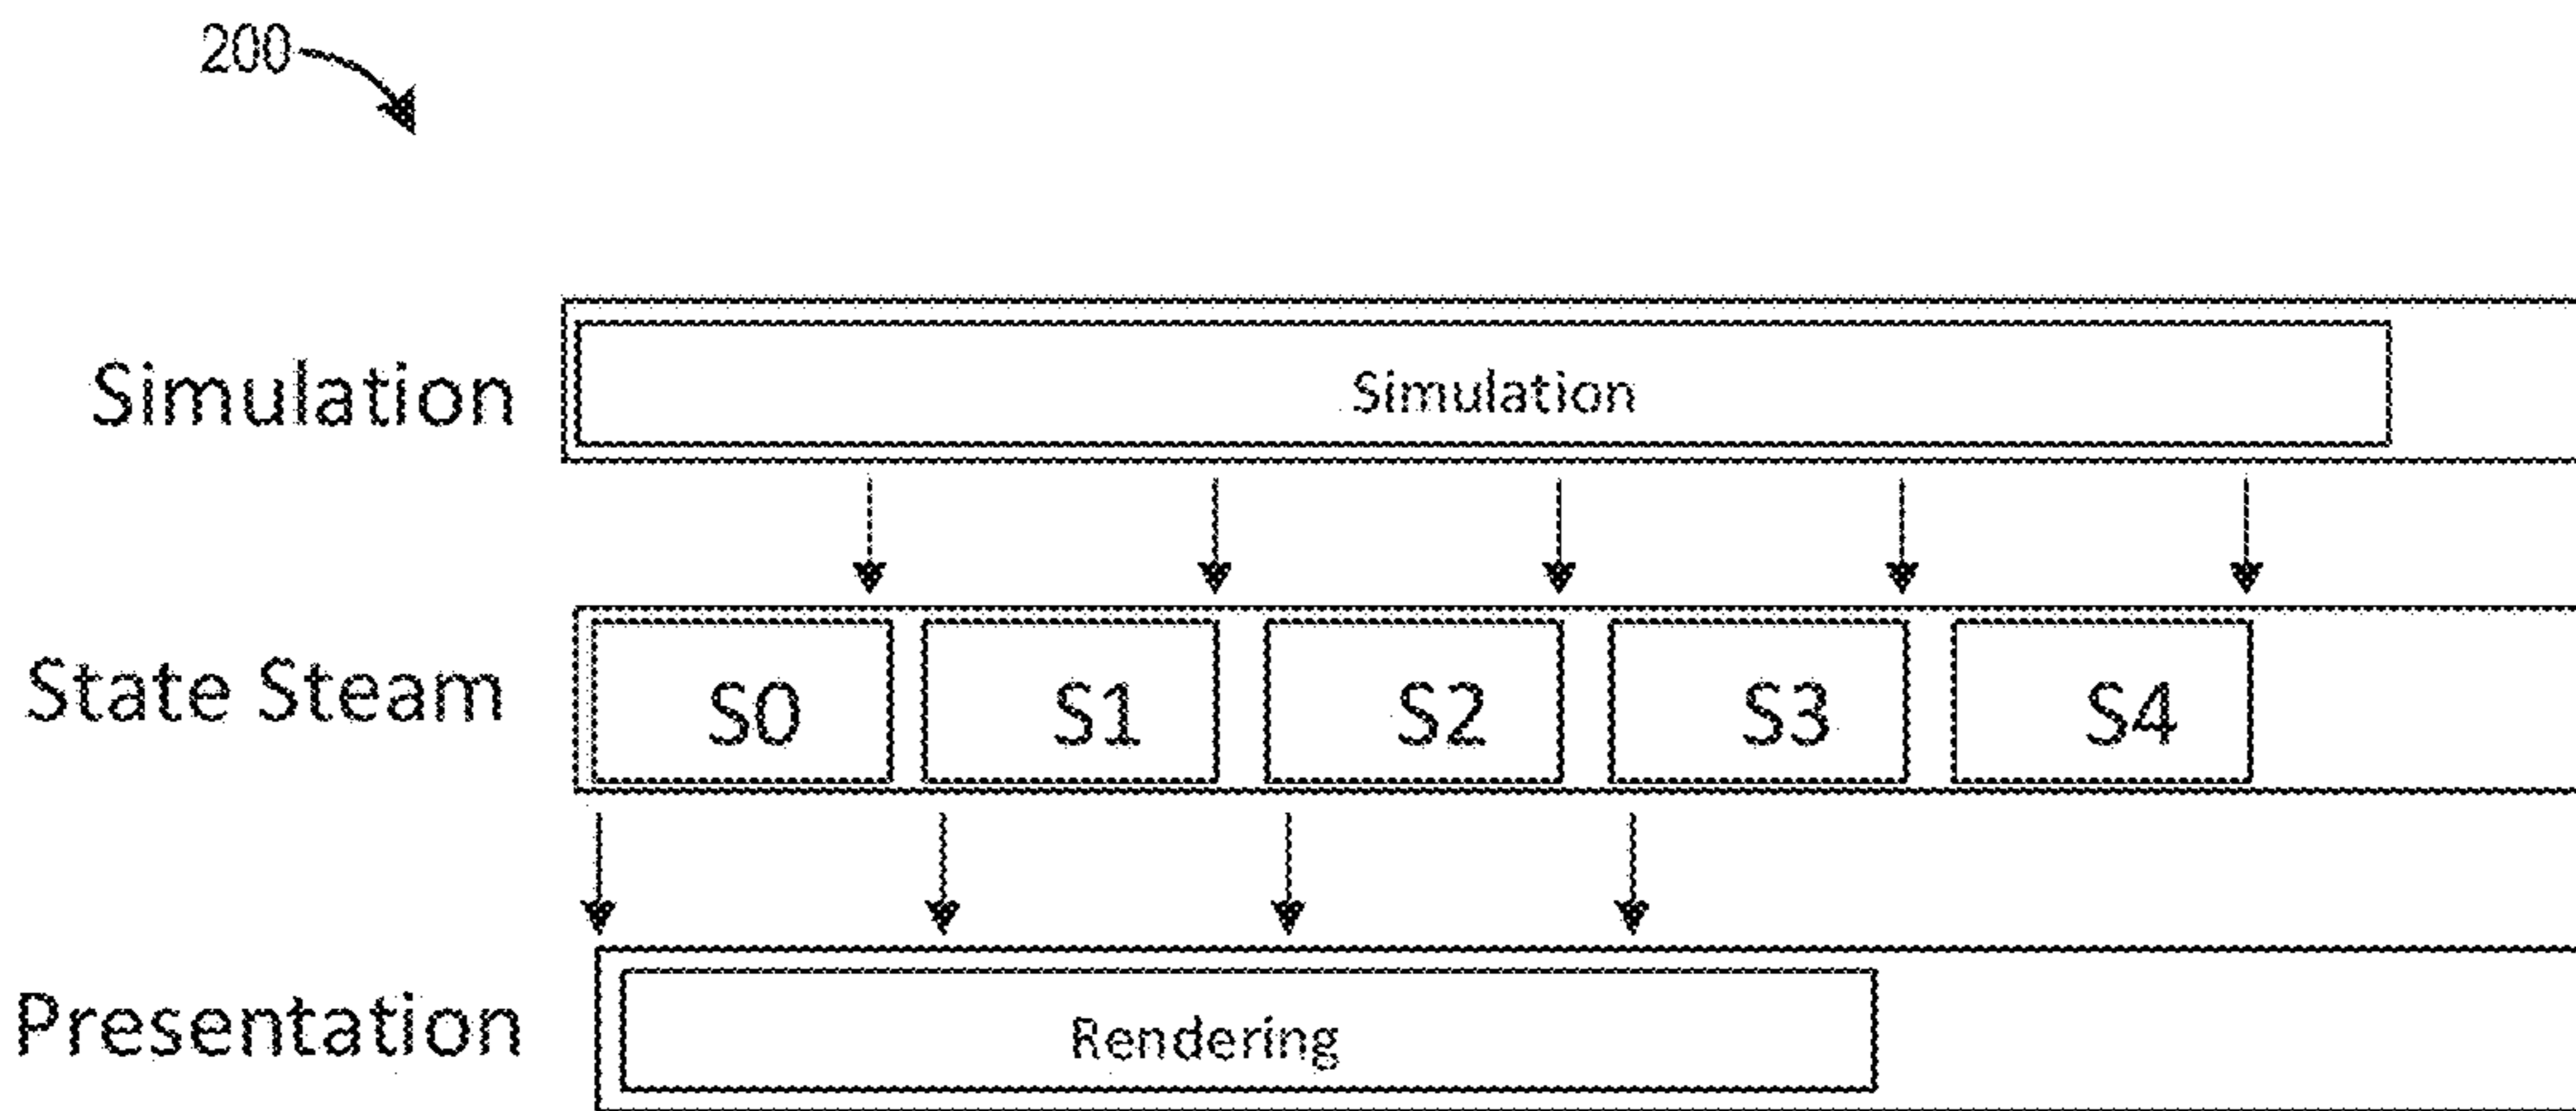 200
Simulation
Simulation
State Steam
S0 S1 S2 S3 S4
Presentation
Rendering